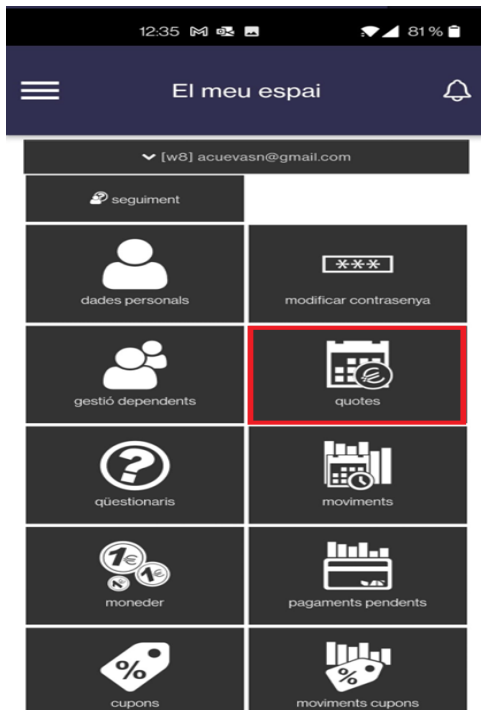 12:35 81%
El meu espai
[w8] acuevasn@gmail.com
seguiment
dades personals
***
modificar contrasenya
gestió dependents
€
quotes
?
qüestionaris
moviments
1€ 1€
moneder
pagaments pendents
%
cupons
%
moviments cupons